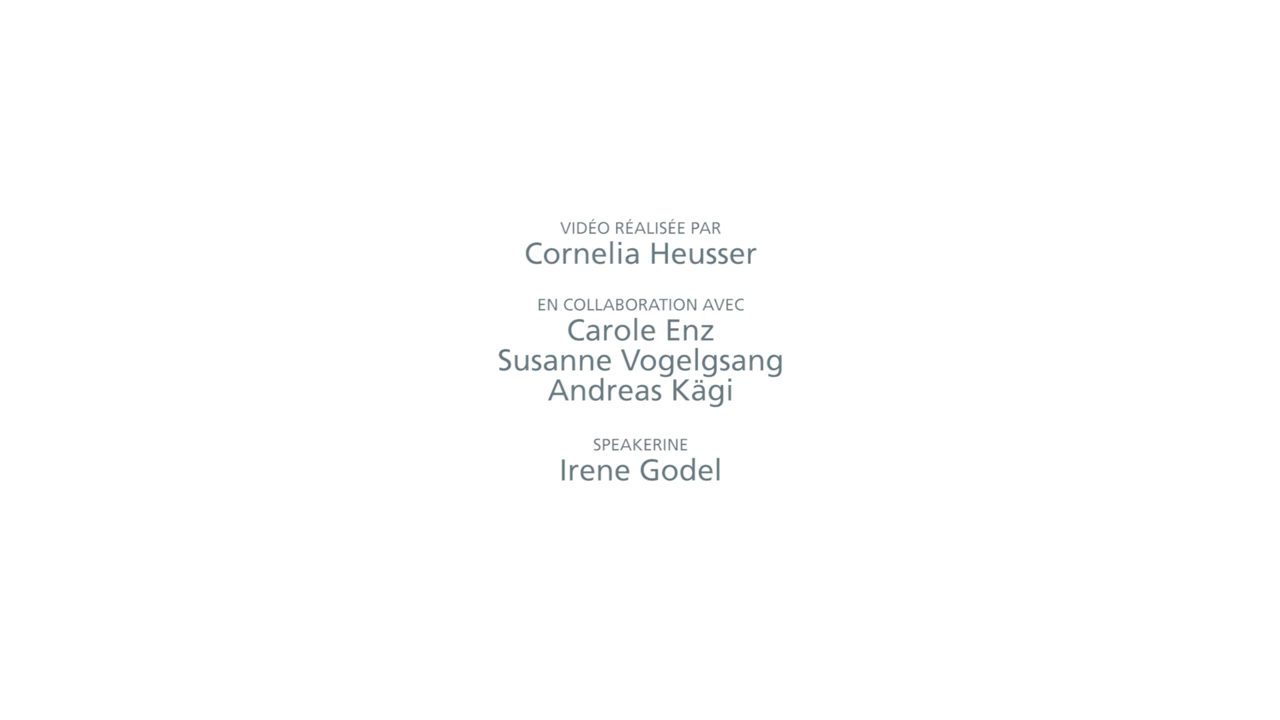 VIDÉO RÉALISÉE PAR
Cornelia Heusser
EN COLLABORATION AVEC
Carole Enz
Susanne Vogelgsang
Andreas Kägi
SPEAKERINE
Irene Godel